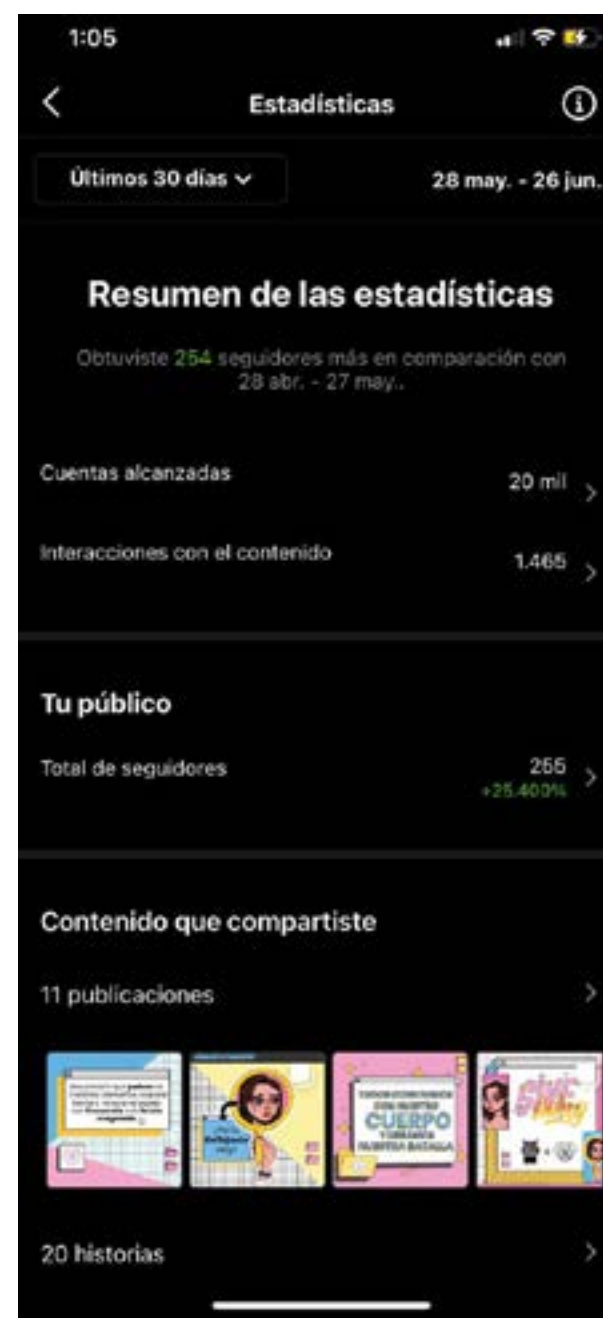 1:05
Estadísticas
Últimos 30 días
28 may. - 26 jun.
Resumen de las estadísticas
Obtuviste 254 seguidores más en comparación con
28 abr. - 27 may..
Cuentas alcanzadas
20 mil
Interacciones con el contenido
1.465
Tu público
Total de seguidores
255
+25.400%
Contenido que compartiste
11 publicaciones
CUERPO
20 historias